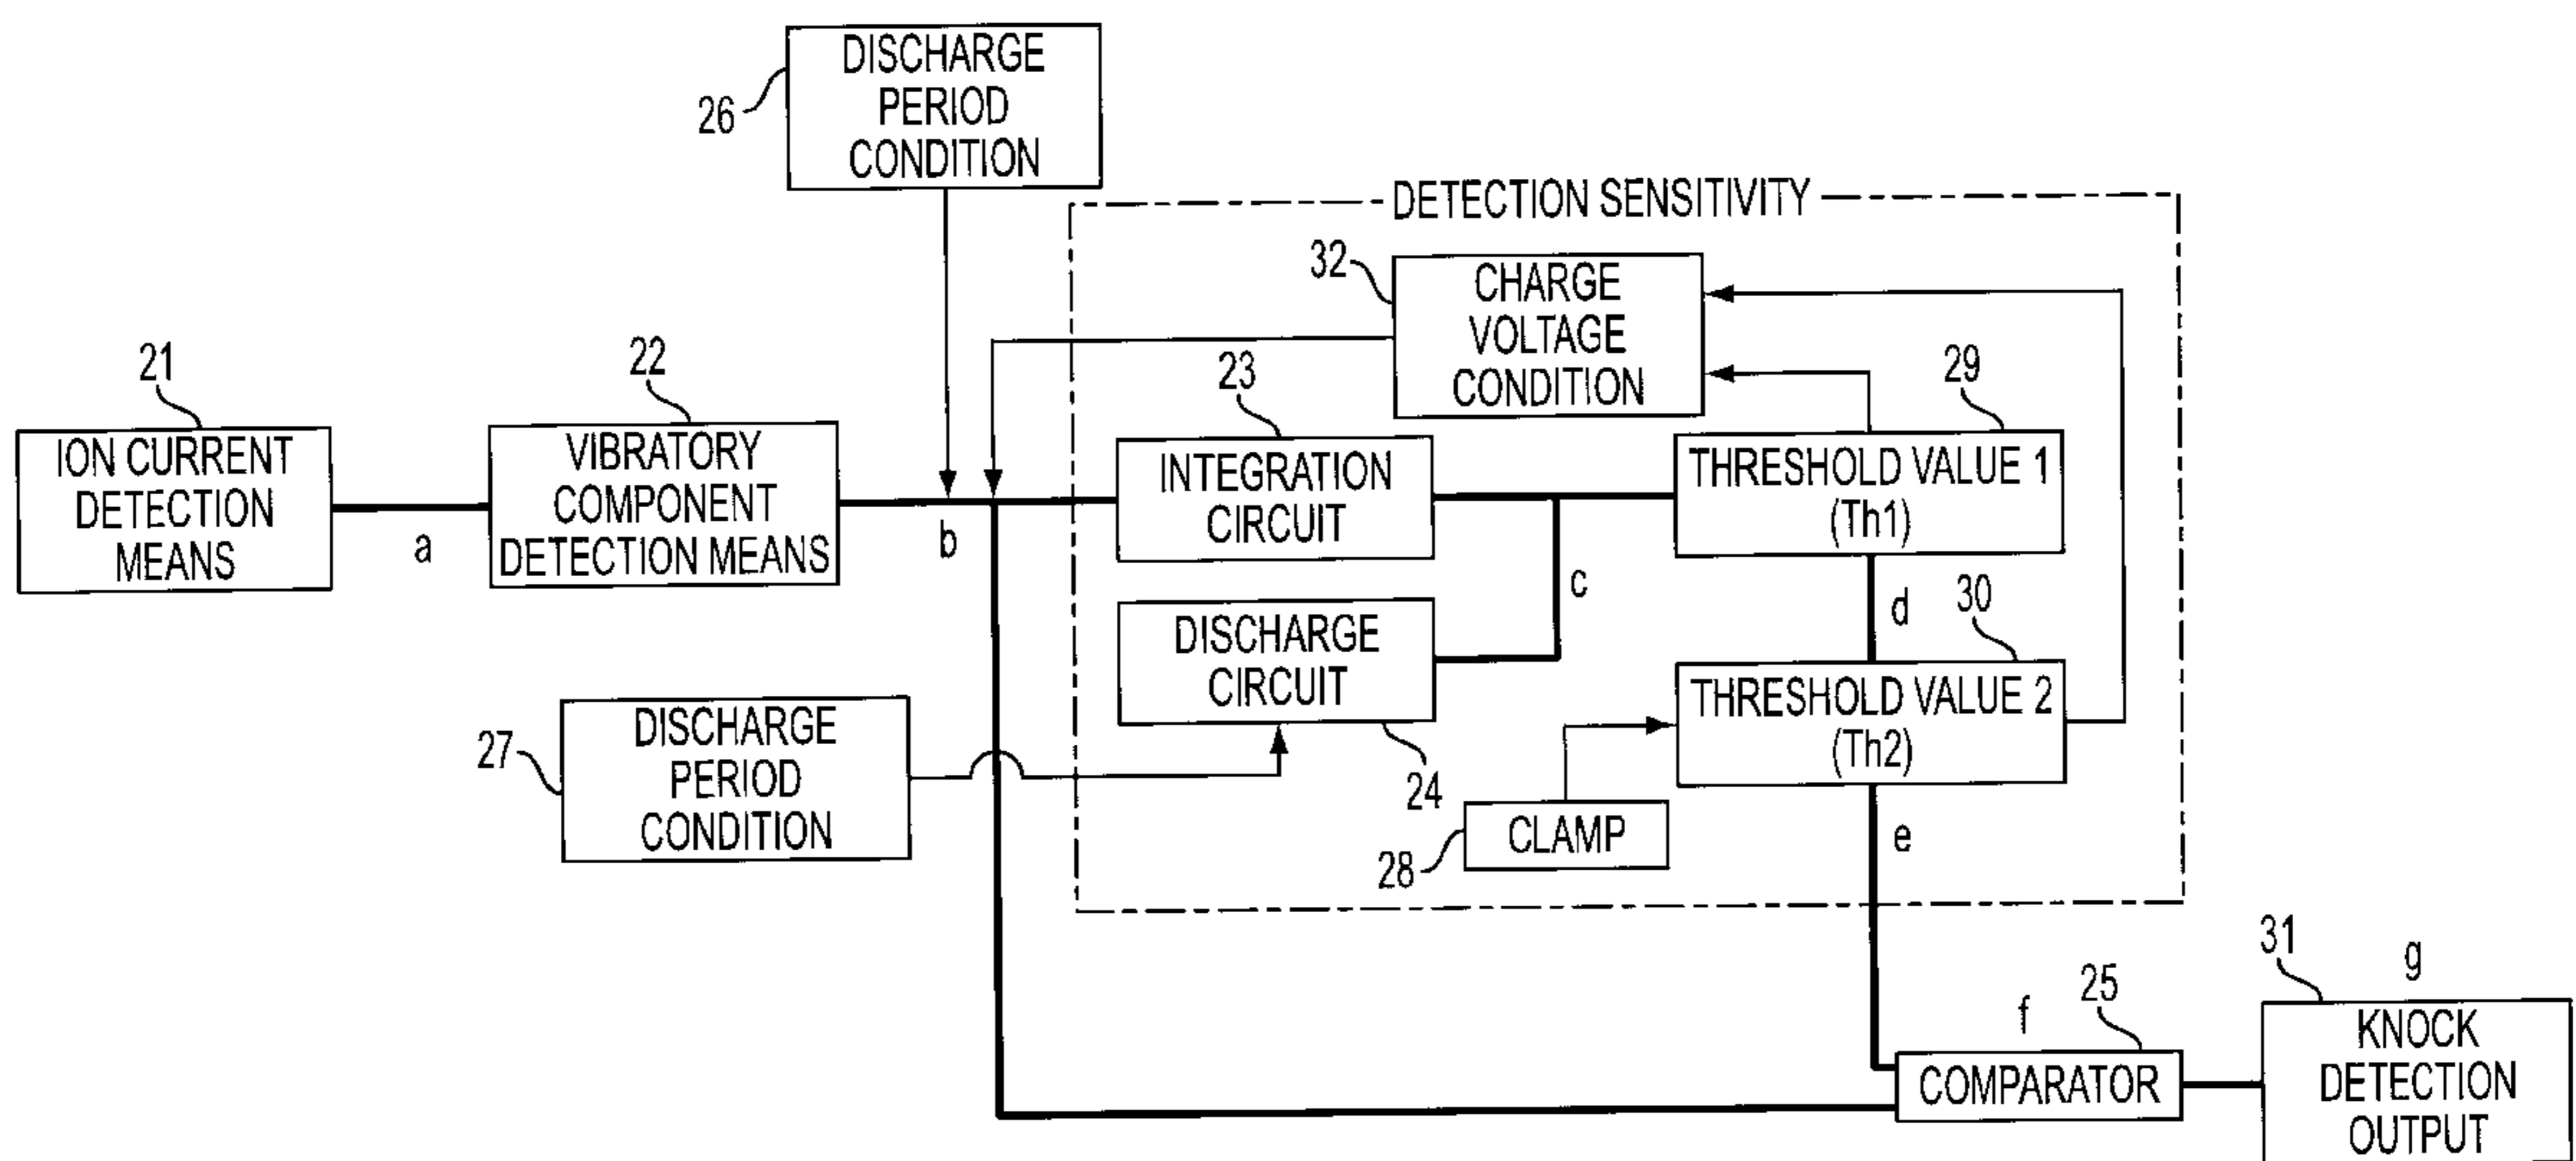 DISCHARGE
PERIOD
CONDITION
26
DETECTION SENSITIVITY
32
CHARGE
VOLTAGE
CONDITION
21
ION CURRENT
DETECTION
MEANS
a
22
VIBRATORY
COMPONENT
DETECTION MEANS
b
23
INTEGRATION
CIRCUIT
29
THRESHOLD VALUE 1
(Th1)
c
d
DISCHARGE
CIRCUIT
24
30
THRESHOLD VALUE 2
(Th2)
27
DISCHARGE
PERIOD
CONDITION
28
CLAMP
e
f
25
COMPARATOR
31
g
KNOCK
DETECTION
OUTPUT